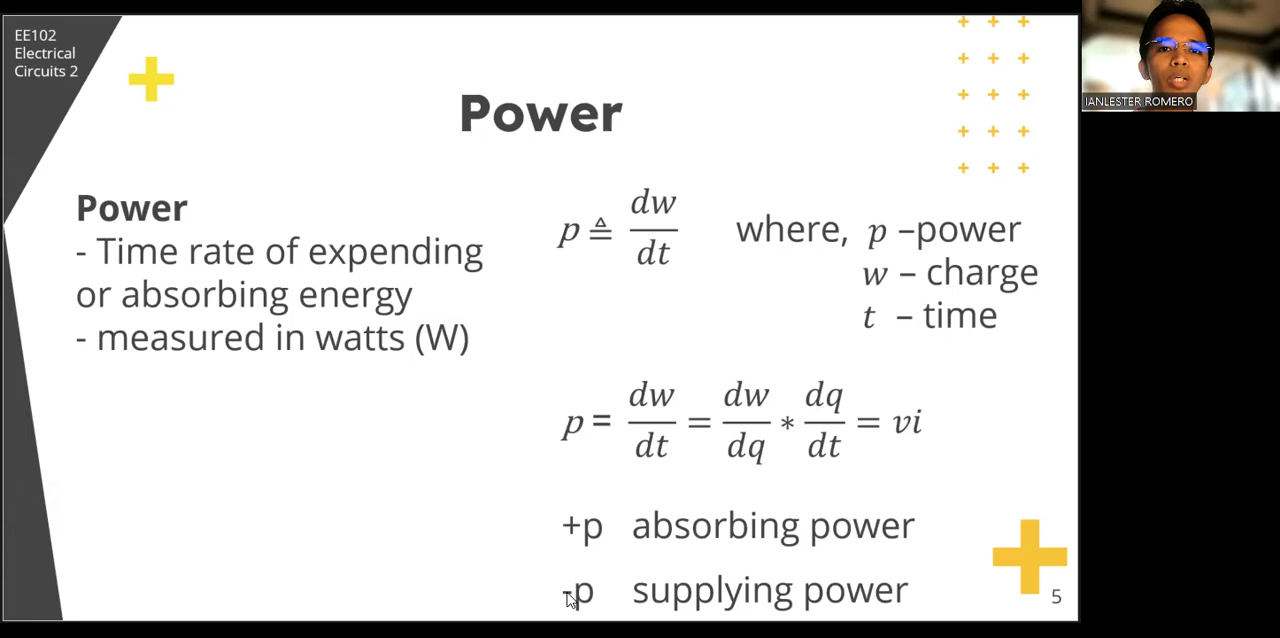 EE102
Electrical
Circuits 2
Power
Power
- Time rate of expending
or absorbing energy
- measured in watts (W)
p ≜ dw/dt where, p –power
w – charge
t – time
p = dw/dt = dw/dq * dq/dt = vi
+p absorbing power
-p supplying power
5
IANLESTER ROMERO